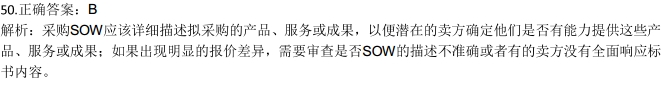 50.正确答案：B
解析：采购SOW应该详细描述拟采购的产品、服务或成果，以便潜在的卖方确定他们是否有能力提供这些产
品、服务或成果；如果出现明显的报价差异，需要审查是否SOW的描述不准确或者有的卖方没有全面响应标
书内容。